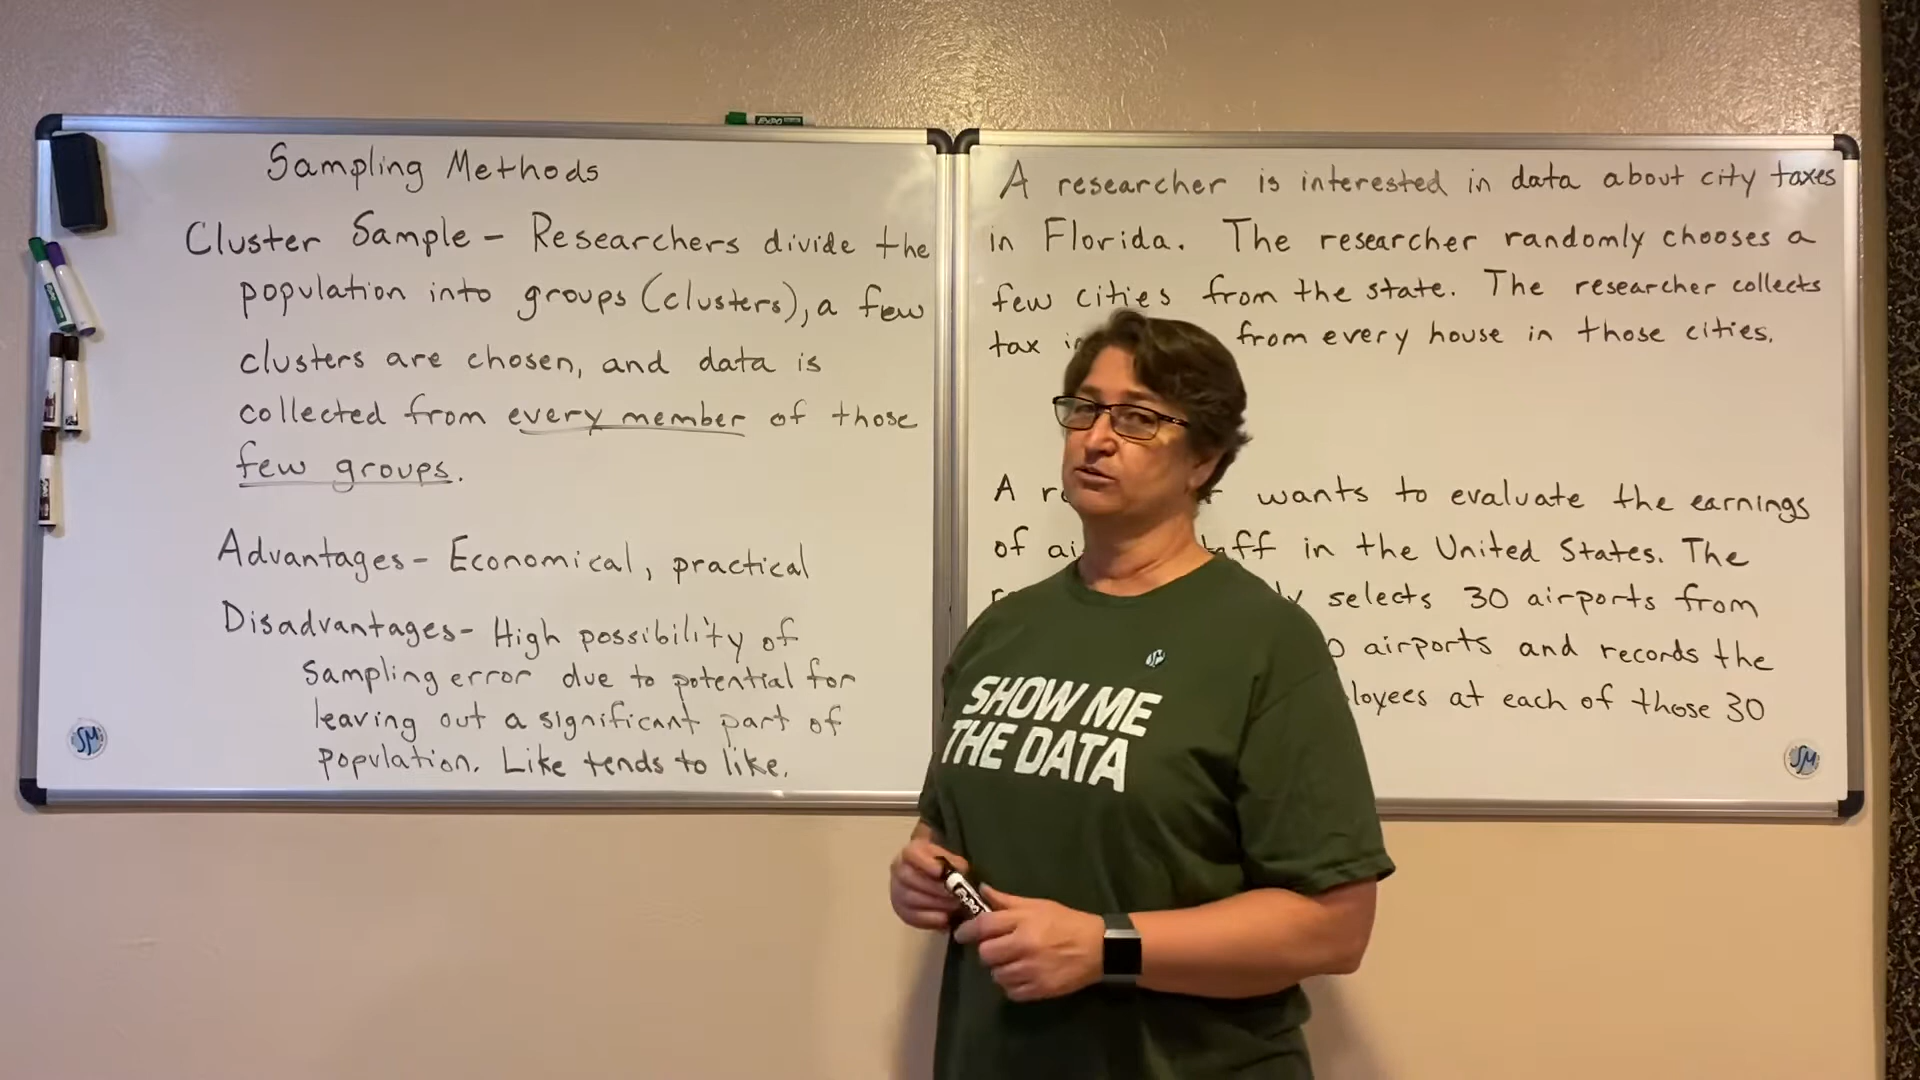 Sampling Methods
Cluster Sample - Researchers divide the
population into groups (clusters), a few
clusters are chosen, and data is
collected from every member of those
few groups.
Advantages - Economical, practical
Disadvantages - High possibility of
sampling error due to potential for
leaving out a significant part of
population. Like tends to like.
A researcher is interested in data about city taxes
in Florida. The researcher randomly chooses a
few cities from the state. The researcher collects
tax from every house in those cities.
A wants to evaluate the earnings
of in the United States. The
selects 30 airports from
airports and records the
at each of those 30
SHOW ME
THE DATA
SM
SM
SM
EXPO
EXPO